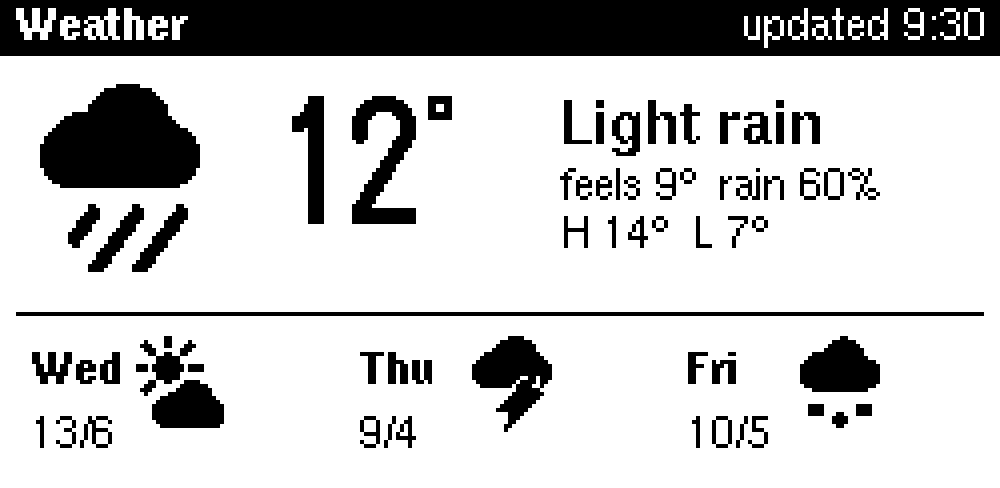 Weather updated 9:30
12°
Light rain
feels 9° rain 60%
H 14° L 7°
Wed Thu Fri
13/6 9/4 10/5